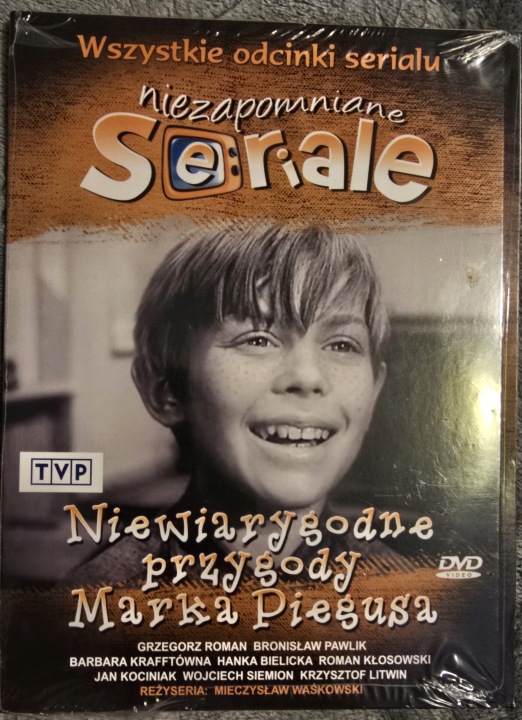 Wszystkie odcinki serialu
niezapomniane
Seriale
TVP
Niewiarygodne
przygody
Marka Piegusa
DVD
VIDEO
GRZEGORZ ROMAN BRONISŁAW PAWLIK
BARBARA KRAFFTÓWNA HANKA BIELICKA ROMAN KŁOSOWSKI
JAN KOCINIAK WOJCIECH SIEMION KRZYSZTOF LITWIN
REŻYSERIA: MIECZYSŁAW WAŚKOWSKI